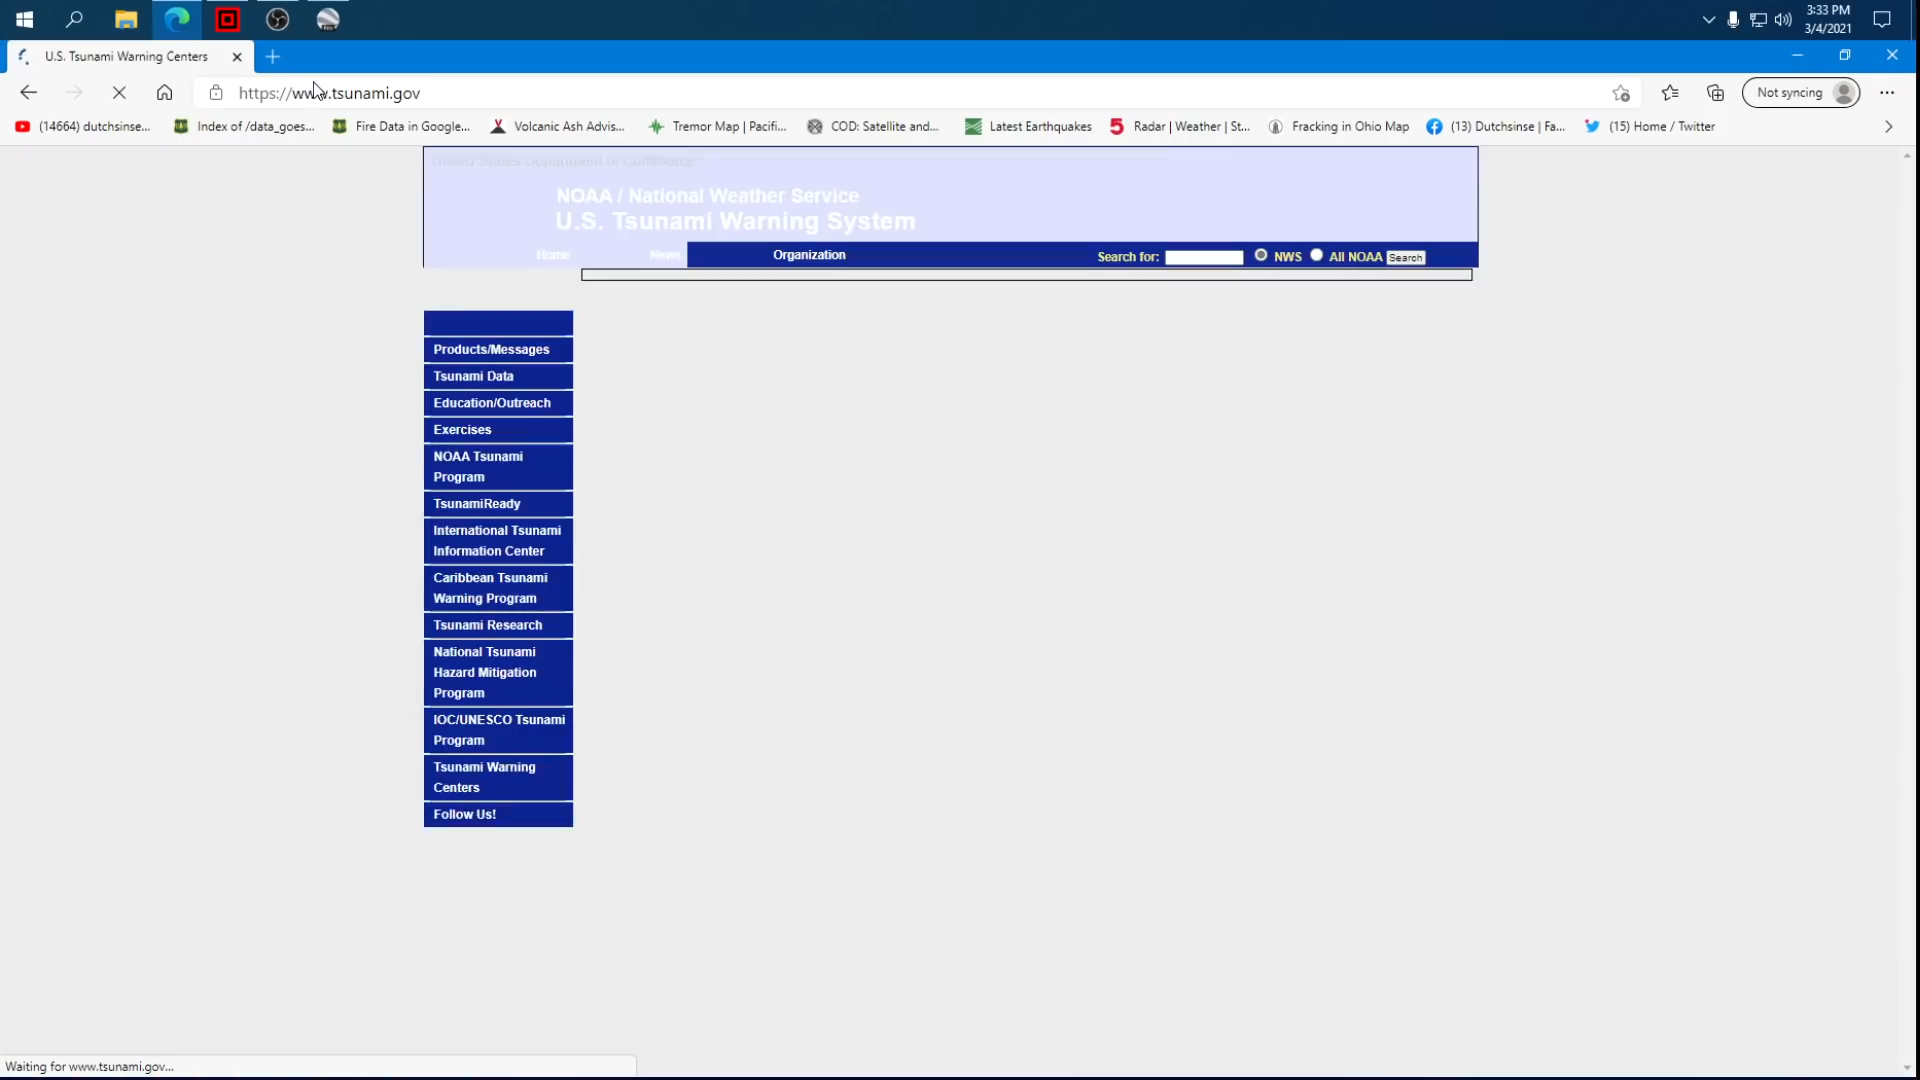 3:33 PM
3/4/2021
U.S. Tsunami Warning Centers
https://www.tsunami.gov
Not syncing
(14664) dutchsinse...
Index of /data_goes...
Fire Data in Google...
Volcanic Ash Advis...
Tremor Map | Pacifi...
COD: Satellite and...
Latest Earthquakes
Radar | Weather | St...
Fracking in Ohio Map
(13) Dutchsinse | Fa...
(15) Home / Twitter
United States Department of Commerce
NOAA / National Weather Service
U.S. Tsunami Warning System
Home News Organization Search for: NWS All NOAA Search
Products/Messages
Tsunami Data
Education/Outreach
Exercises
NOAA Tsunami
Program
TsunamiReady
International Tsunami
Information Center
Caribbean Tsunami
Warning Program
Tsunami Research
National Tsunami
Hazard Mitigation
Program
IOC/UNESCO Tsunami
Program
Tsunami Warning
Centers
Follow Us!
Waiting for www.tsunami.gov...